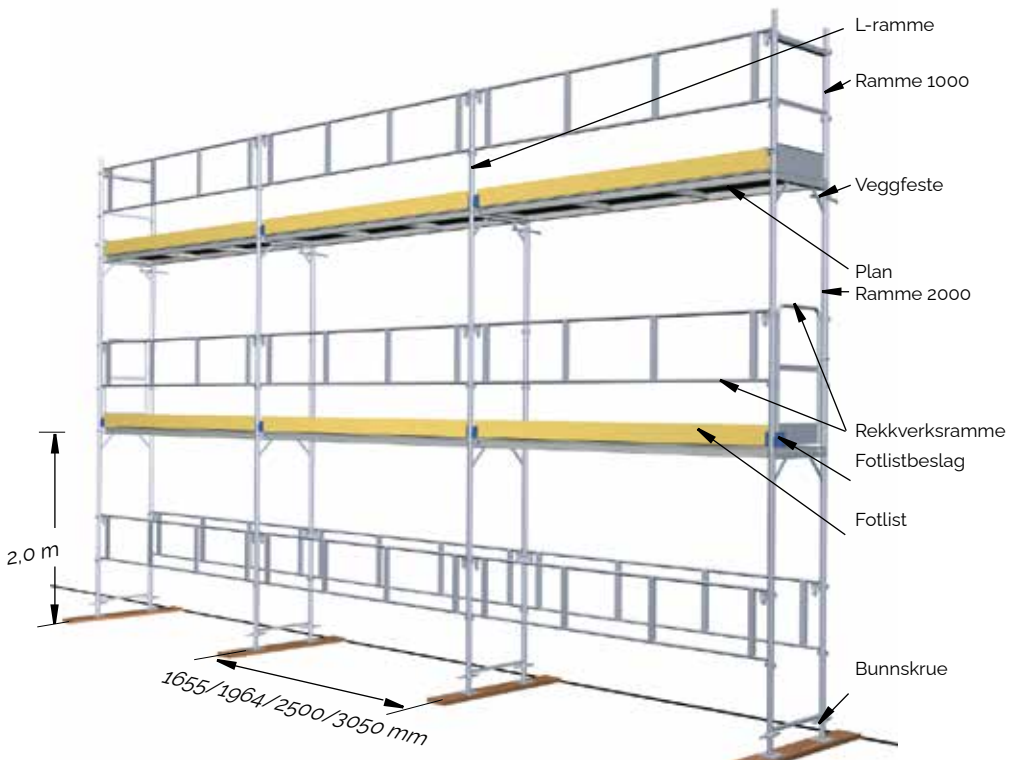 L-ramme
Ramme 1000
Veggfeste
Plan
Ramme 2000
Rekkverksramme
Fotlistbeslag
Fotlist
2,0 m
Bunnskrue
1655/1964/2500/3050 mm